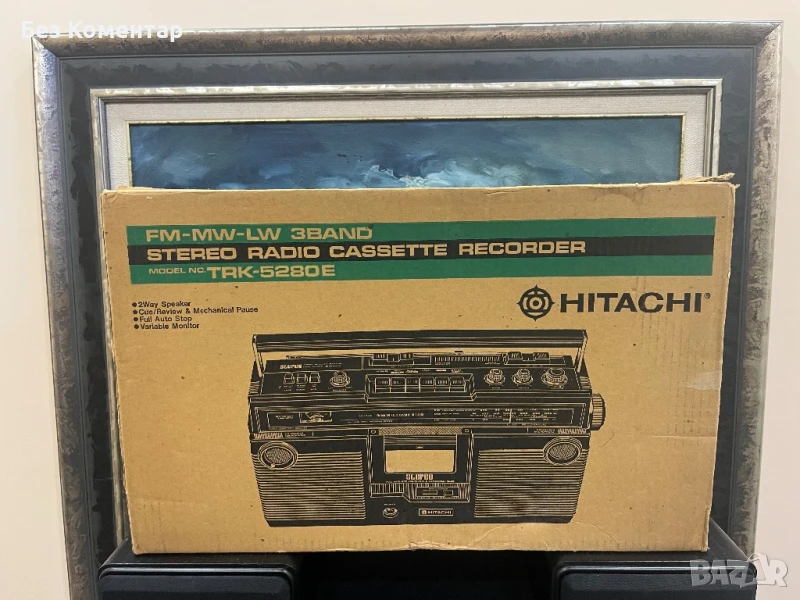 Без Коментар
FM-MW-LW 3BAND
STEREO RADIO CASSETTE RECORDER
MODEL NO. TRK-5280E
●2Way Speaker
●Cue/Review & Mechanical Pause
●Full Auto Stop
●Variable Monitor
HITACHI®
STEREO
HITACHI
BAZAR